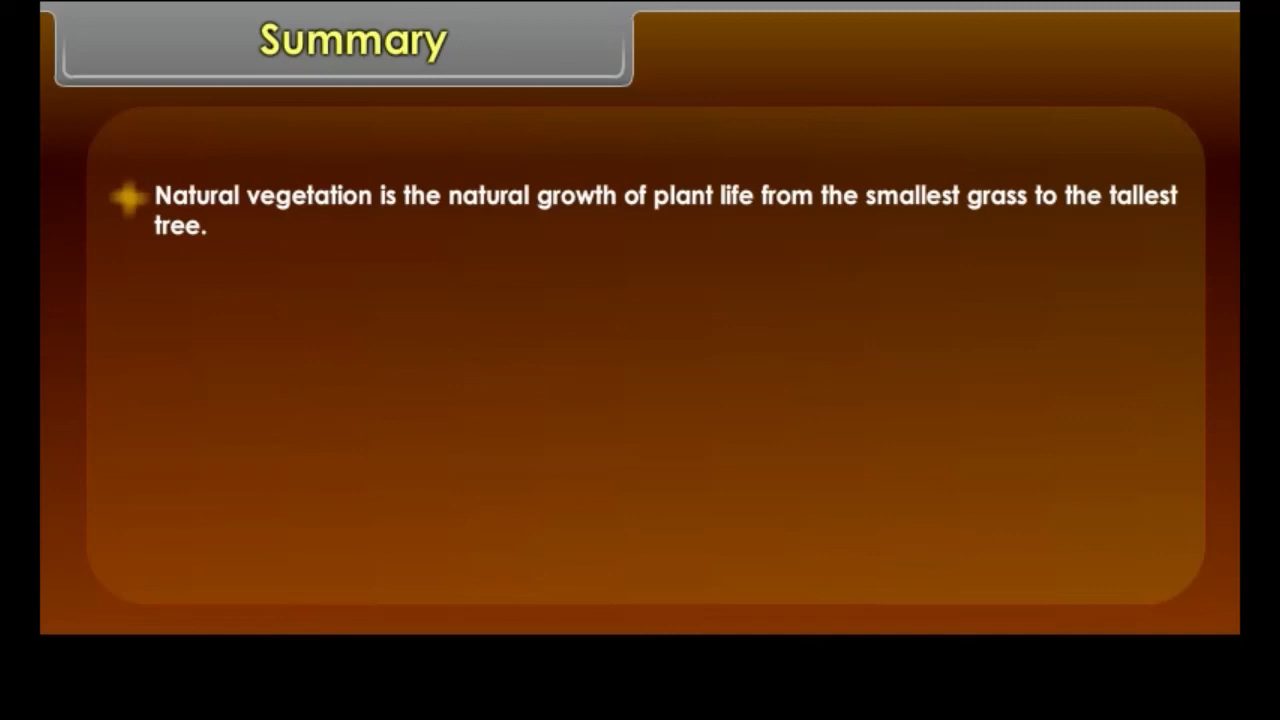 Summary
Natural vegetation is the natural growth of plant life from the smallest grass to the tallest
tree.